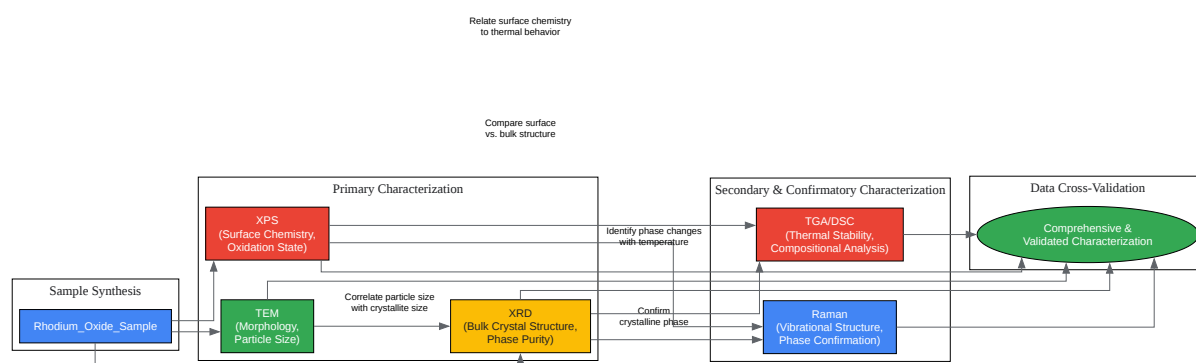 Relate surface chemistry
to thermal behavior
Compare surface
vs. bulk structure
Primary Characterization
Secondary & Confirmatory Characterization
Data Cross-Validation
XPS
(Surface Chemistry,
Oxidation State)
Identify phase changes
with temperature
TGA/DSC
(Thermal Stability,
Compositional Analysis)
Comprehensive &
Validated Characterization
Sample Synthesis
Rhodium_Oxide_Sample
TEM
(Morphology,
Particle Size)
Correlate particle size
with crystallite size
XRD
(Bulk Crystal Structure,
Phase Purity)
Confirm
crystalline phase
Raman
(Vibrational Structure,
Phase Confirmation)